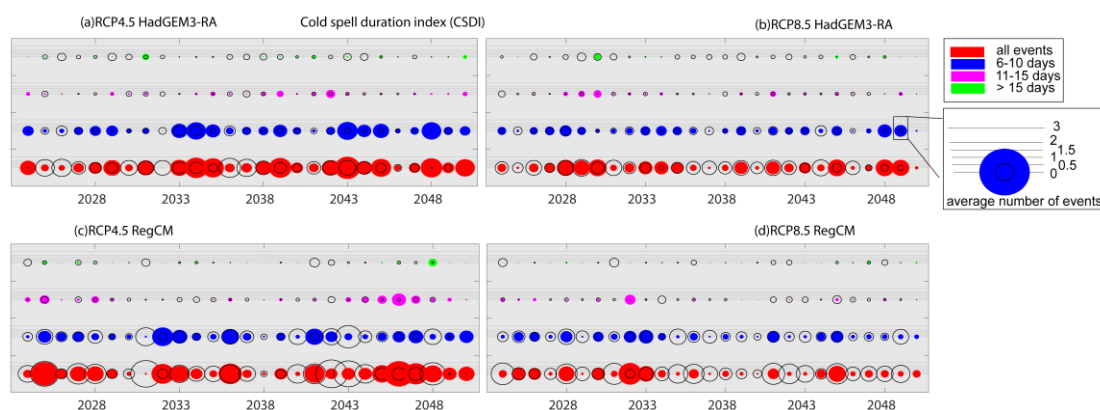 (a)RCP4.5 HadGEM3-RA
Cold spell duration index (CSDI)
(b)RCP8.5 HadGEM3-RA
all events
6-10 days
11-15 days
> 15 days
3
2
1.5
1
0.5
0
average number of events
2028 2033 2038 2043 2048
2028 2033 2038 2043 2048
(c)RCP4.5 RegCM
(d)RCP8.5 RegCM
2028 2033 2038 2043 2048
2028 2033 2038 2043 2048